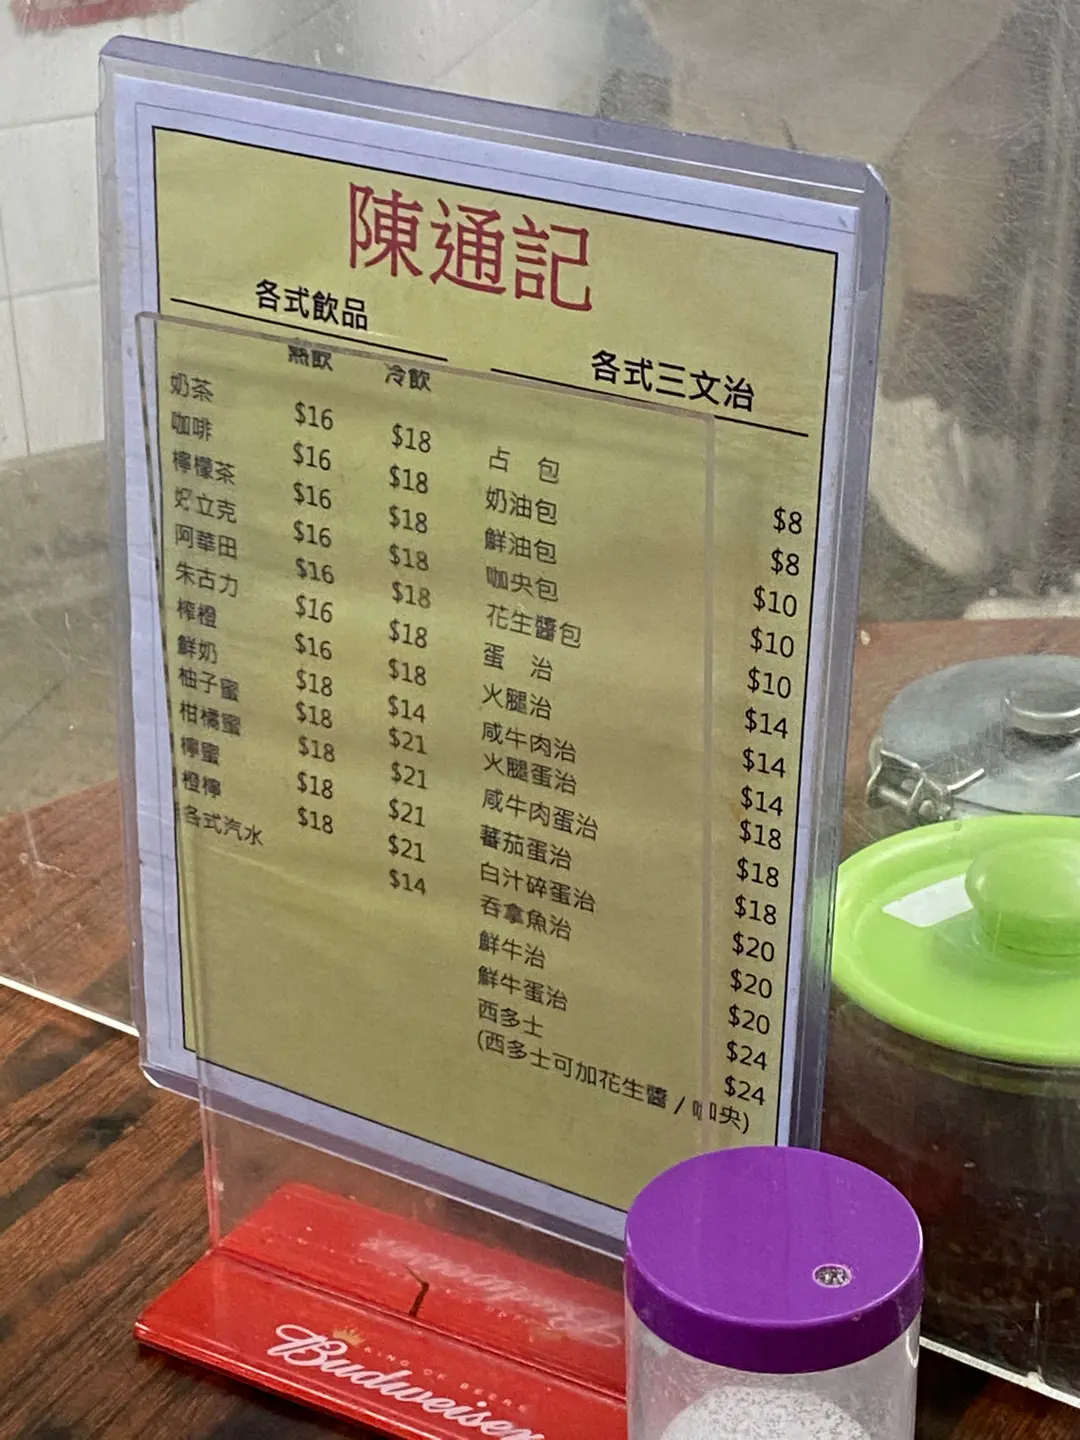 陳通記
各式飲品
熱飲 冷飲
奶茶 $16 $18
咖啡 $16 $18
檸檬茶 $16 $18
好立克 $16 $18
阿華田 $16 $18
朱古力 $16 $18
榨橙 $16 $18
鮮奶 $18 $14
柚子蜜 $18 $21
柑橘蜜 $18 $21
檸蜜 $18 $21
橙檸 $18 $21
各式汽水 $14
各式三文治
占 包 $8
奶油包 $8
鮮油包 $10
咖央包 $10
花生醬包 $10
蛋 治 $14
火腿治 $14
咸牛肉治 $14
火腿蛋治 $18
咸牛肉蛋治 $18
蕃茄蛋治 $18
白汁碎蛋治 $20
吞拿魚治 $20
鮮牛治 $20
鮮牛蛋治 $24
西多士 $24
(西多士可加花生醬 / 咖央)
KING OF BEERS
Budweiser